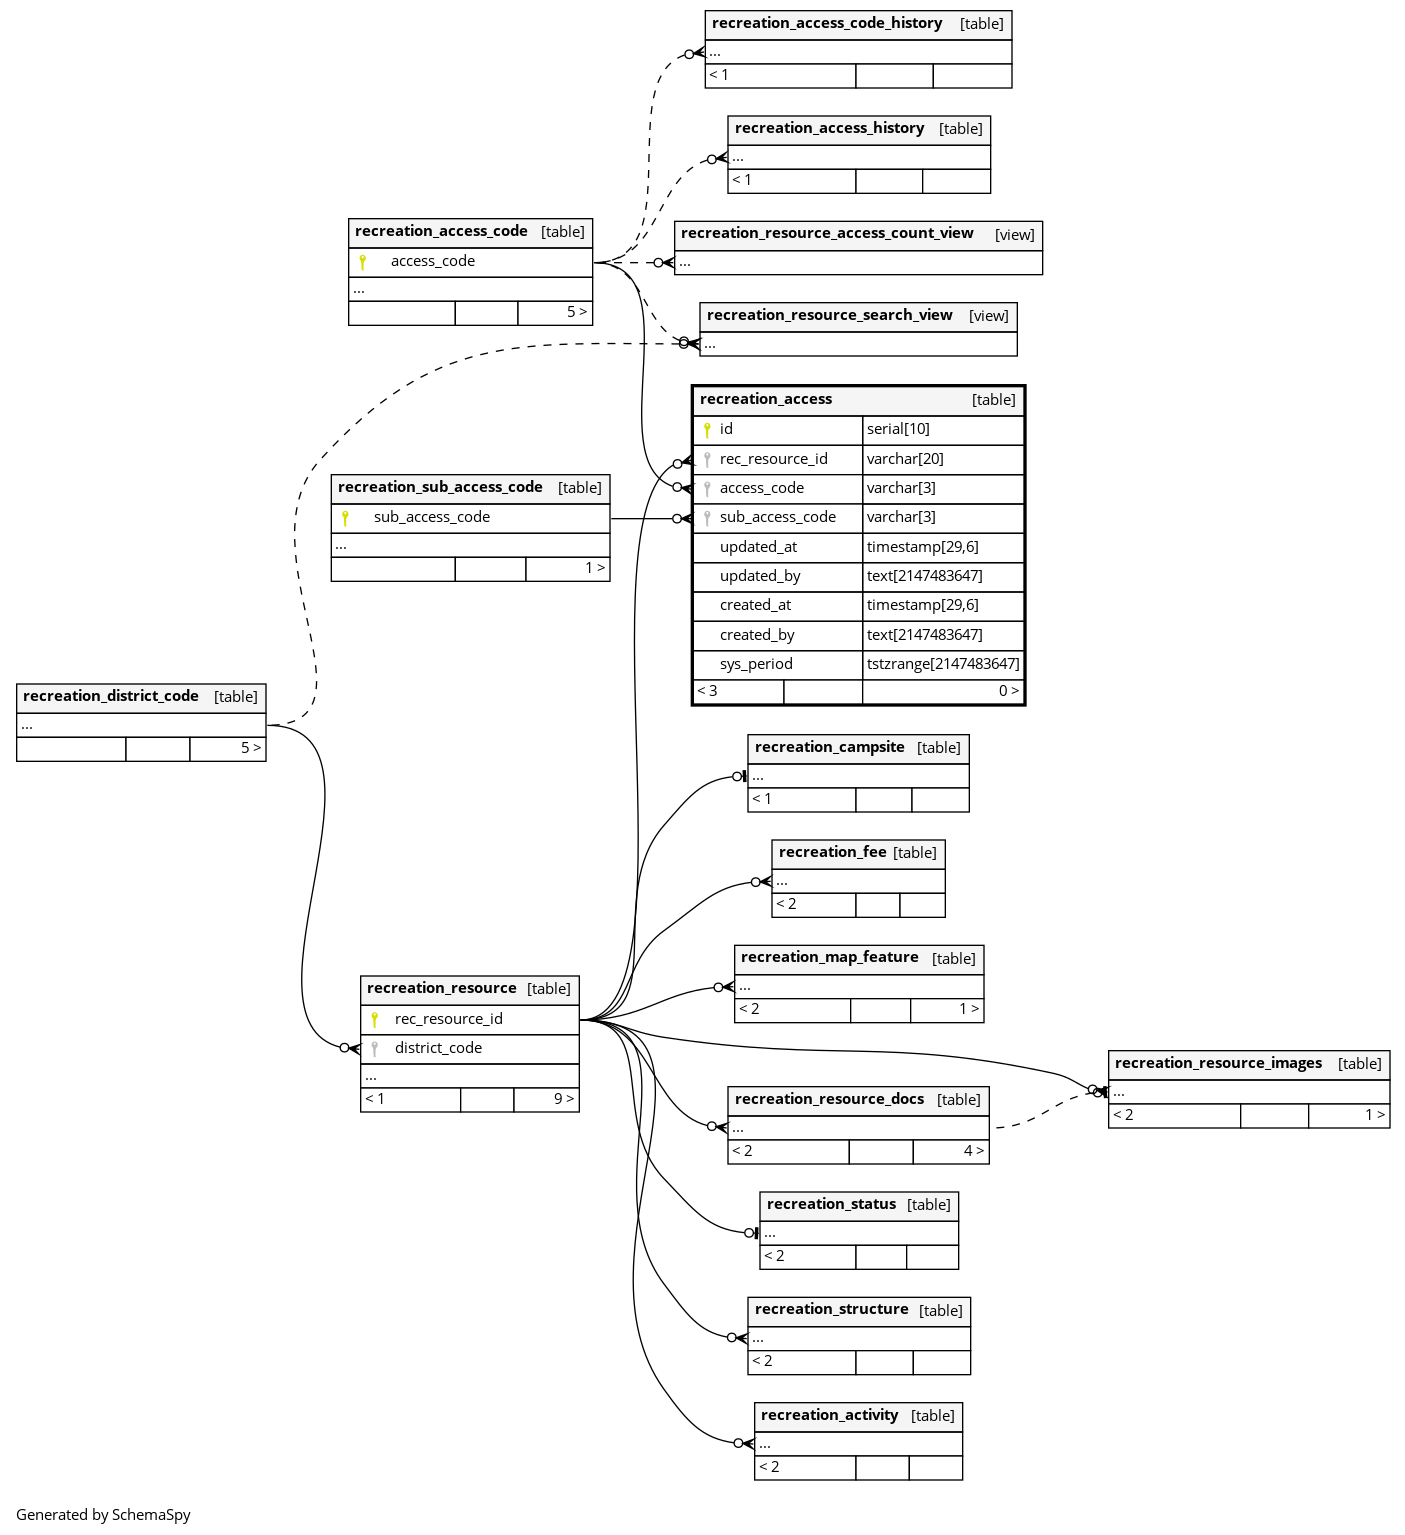 recreation_access_code_history [table]
...
< 1
recreation_access_history [table]
...
< 1
recreation_access_code [table]
access_code
...
5 >
recreation_resource_access_count_view [view]
...
recreation_resource_search_view [view]
...
recreation_access [table]
id serial[10]
rec_resource_id varchar[20]
access_code varchar[3]
sub_access_code varchar[3]
updated_at timestamp[29,6]
updated_by text[2147483647]
created_at timestamp[29,6]
created_by text[2147483647]
sys_period tstzrange[2147483647]
< 3 0 >
recreation_sub_access_code [table]
sub_access_code
...
1 >
recreation_district_code [table]
...
5 >
recreation_campsite [table]
...
< 1
recreation_fee [table]
...
< 2
recreation_map_feature [table]
...
< 2 1 >
recreation_resource [table]
rec_resource_id
district_code
...
< 1 9 >
recreation_resource_images [table]
...
< 2 1 >
recreation_resource_docs [table]
...
< 2 4 >
recreation_status [table]
...
< 2
recreation_structure [table]
...
< 2
recreation_activity [table]
...
< 2
Generated by SchemaSpy